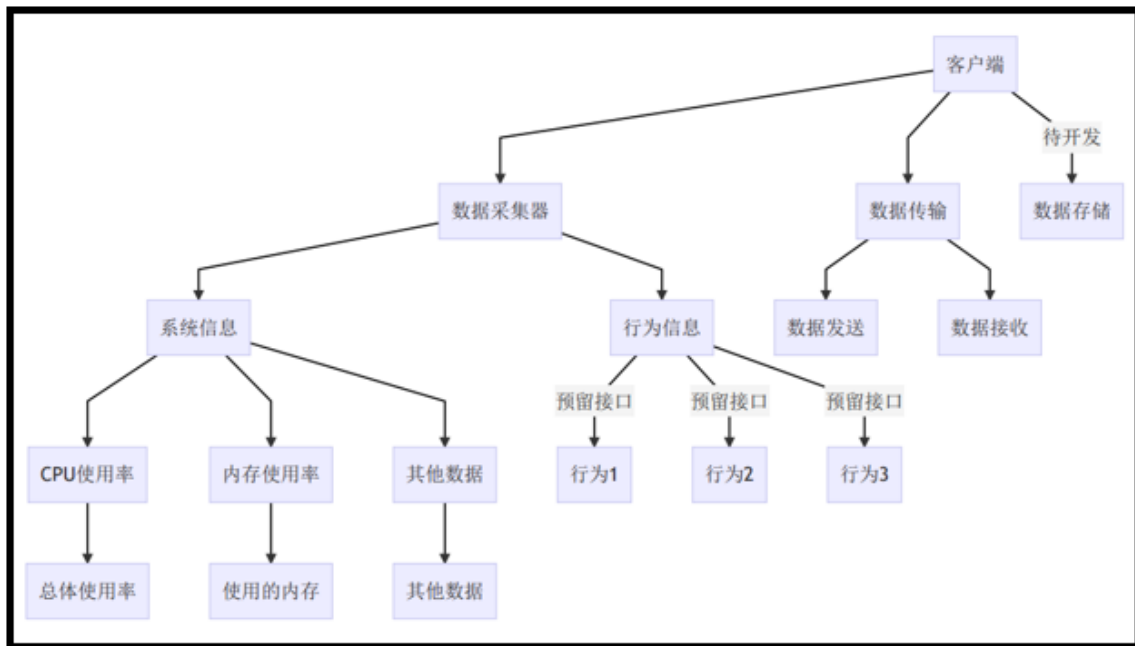 客户端
待开发
数据采集器
数据传输
数据存储
系统信息
行为信息
数据发送
数据接收
预留接口
预留接口
预留接口
CPU使用率
内存使用率
其他数据
行为1
行为2
行为3
总体使用率
使用的内存
其他数据